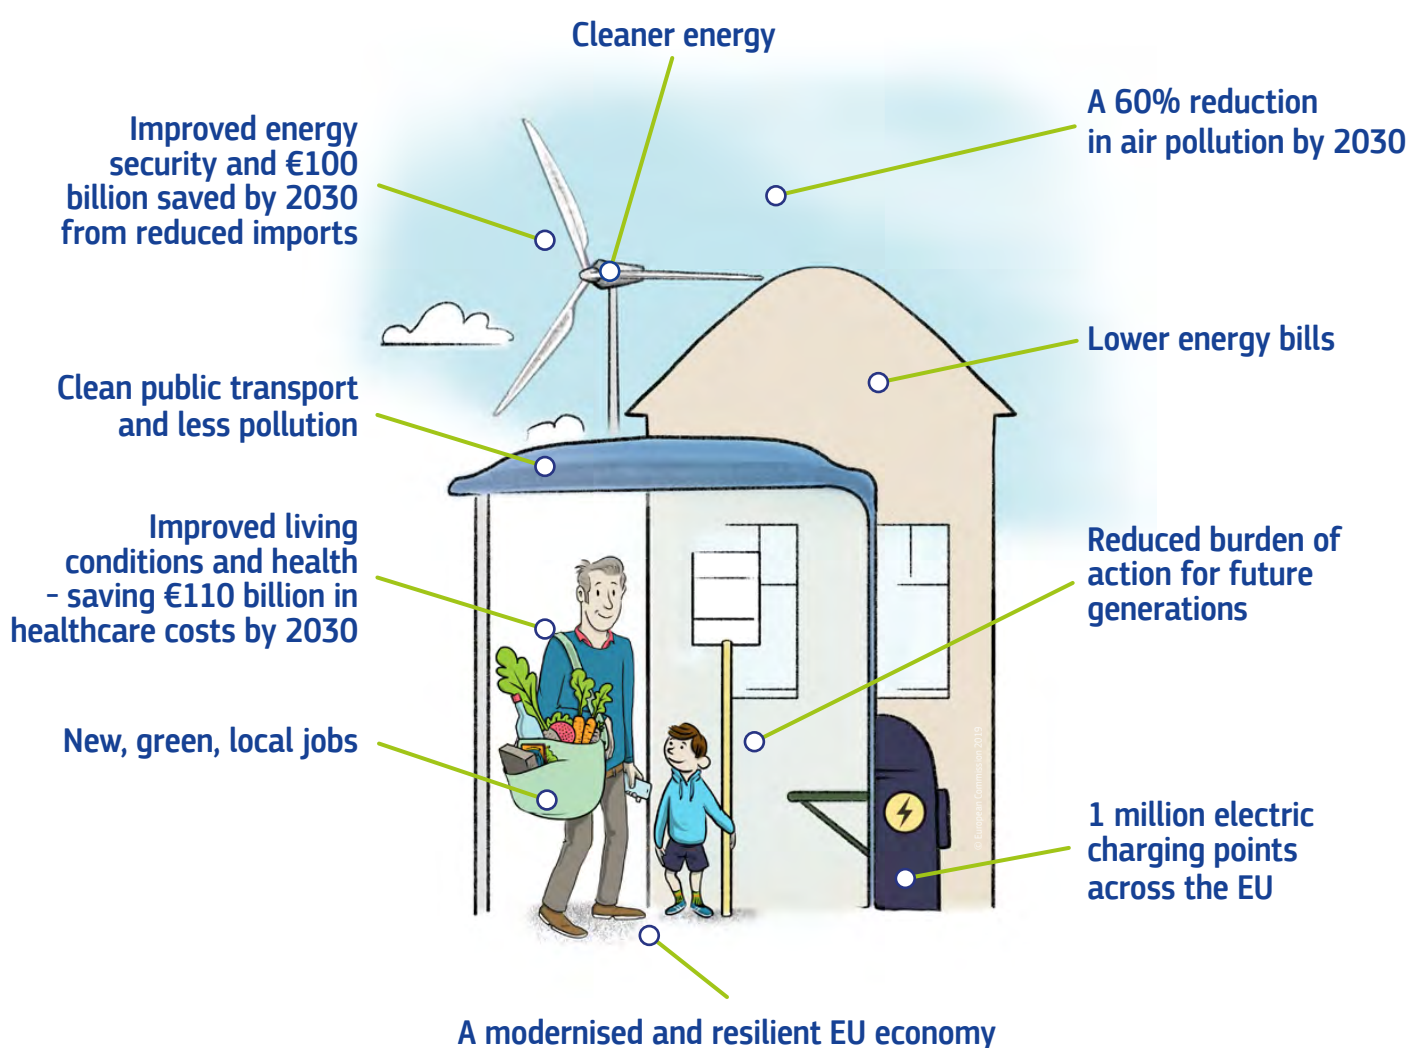 Cleaner energy
Improved energy
security and €100
billion saved by 2030
from reduced imports
A 60% reduction
in air pollution by 2030
Lower energy bills
Clean public transport
and less pollution
Improved living
conditions and health
- saving €110 billion in
healthcare costs by 2030
Reduced burden of
action for future
generations
New, green, local jobs
© European Commission 2019
1 million electric
charging points
across the EU
A modernised and resilient EU economy